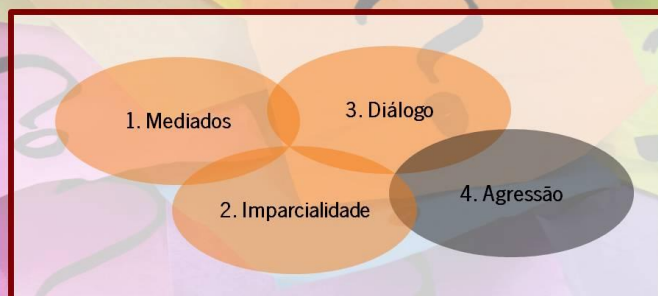 1. Mediados
3. Diálogo
2. Imparcialidade
4. Agressão